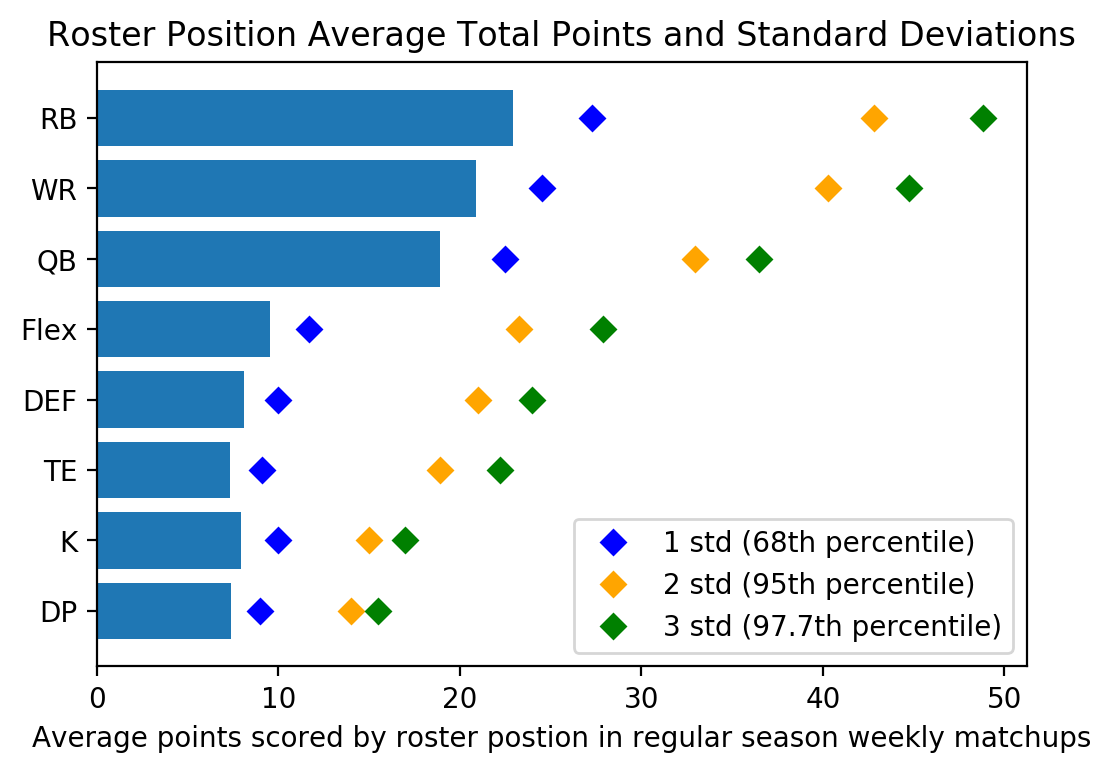 Roster Position Average Total Points and Standard Deviations
RB
WR
QB
Flex
DEF
TE
K
DP
1 std (68th percentile)
2 std (95th percentile)
3 std (97.7th percentile)
0 10 20 30 40 50
Average points scored by roster postion in regular season weekly matchups